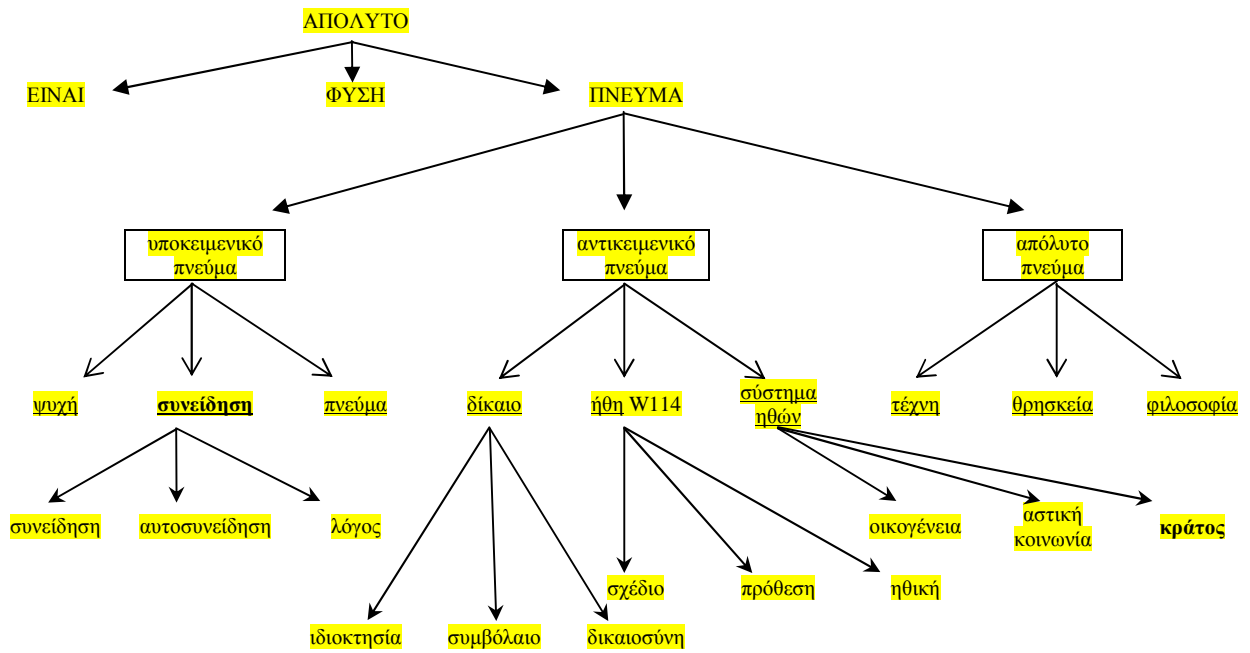 ΑΠΟΛΥΤΟ
ΕΙΝΑΙ ΦΥΣΗ ΠΝΕΥΜΑ
υποκειμενικό
πνεύμα
αντικειμενικό
πνεύμα
απόλυτο
πνεύμα
ψυχή συνείδηση πνεύμα δίκαιο ήθη W114
σύστημα
ηθών
τέχνη θρησκεία φιλοσοφία
συνείδηση αυτοσυνείδηση λόγος
οικογένεια
αστική
κοινωνία
κράτος
σχέδιο πρόθεση ηθική
ιδιοκτησία συμβόλαιο δικαιοσύνη